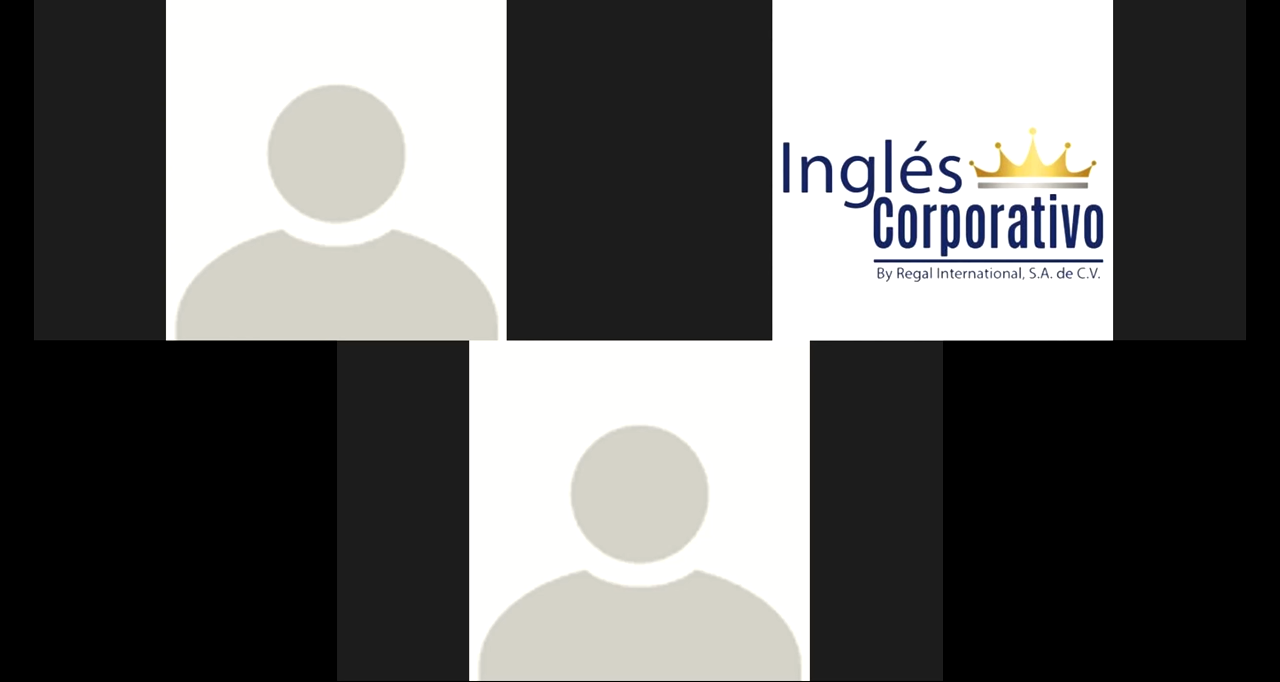 Inglés
Corporativo
By Regal International, S.A. de C.V.